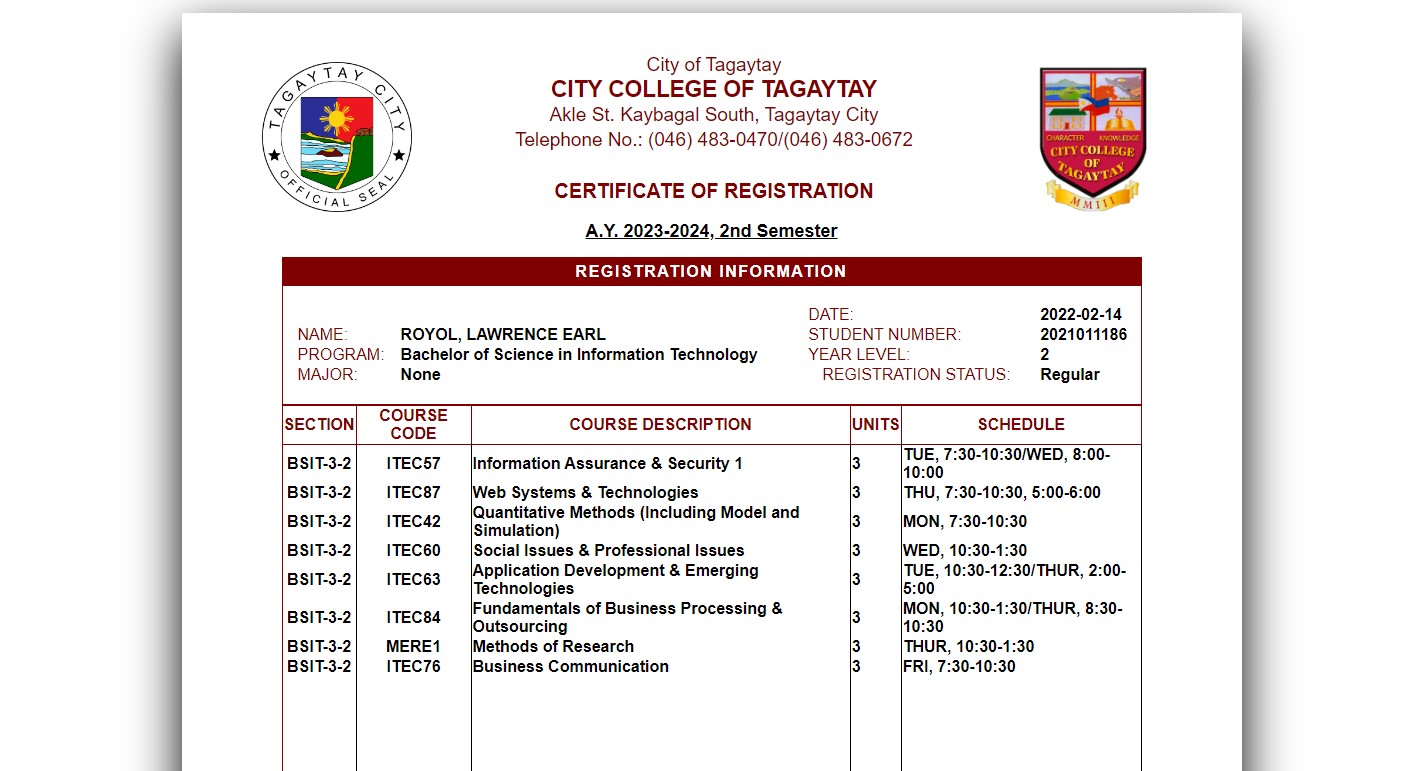 City of Tagaytay
CITY COLLEGE OF TAGAYTAY
Akle St. Kaybagal South, Tagaytay City
Telephone No.: (046) 483-0470/(046) 483-0672
TAGAYTAY CITY
OFFICIAL SEAL
CHARACTER KNOWLEDGE
CITY COLLEGE
OF
TAGAYTAY
MMIII
CERTIFICATE OF REGISTRATION
A.Y. 2023-2024, 2nd Semester
REGISTRATION INFORMATION
DATE: 2022-02-14
NAME: ROYOL, LAWRENCE EARL STUDENT NUMBER: 2021011186
PROGRAM: Bachelor of Science in Information Technology YEAR LEVEL: 2
MAJOR: None REGISTRATION STATUS: Regular
SECTION COURSE CODE COURSE DESCRIPTION UNITS SCHEDULE
BSIT-3-2 ITEC57 Information Assurance & Security 1 3 TUE, 7:30-10:30/WED, 8:00-
10:00
BSIT-3-2 ITEC87 Web Systems & Technologies 3 THU, 7:30-10:30, 5:00-6:00
BSIT-3-2 ITEC42 Quantitative Methods (Including Model and
Simulation) 3 MON, 7:30-10:30
BSIT-3-2 ITEC60 Social Issues & Professional Issues 3 WED, 10:30-1:30
BSIT-3-2 ITEC63 Application Development & Emerging
Technologies 3 TUE, 10:30-12:30/THUR, 2:00-
5:00
BSIT-3-2 ITEC84 Fundamentals of Business Processing &
Outsourcing 3 MON, 10:30-1:30/THUR, 8:30-
10:30
BSIT-3-2 MERE1 Methods of Research 3 THUR, 10:30-1:30
BSIT-3-2 ITEC76 Business Communication 3 FRI, 7:30-10:30